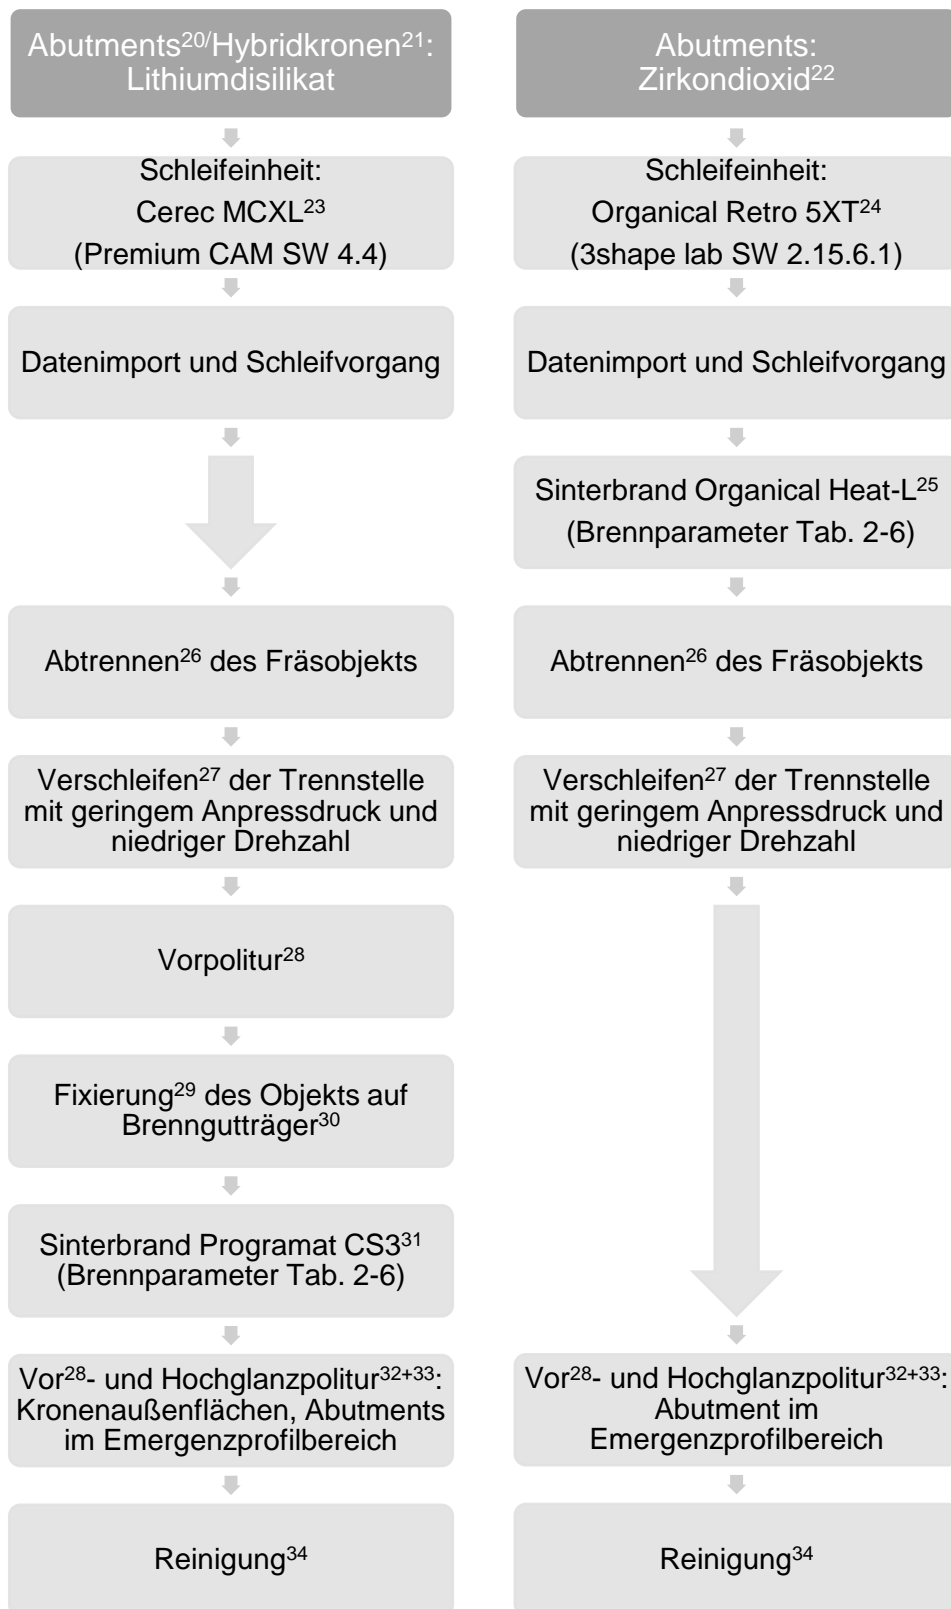 Abutments²⁰/Hybridkronen²¹:
Lithiumdisilikat
Schleifeinheit:
Cerec MCXL²³
(Premium CAM SW 4.4)
Datenimport und Schleifvorgang
Abtrennen²⁶ des Fräsobjekts
Verschleifen²⁷ der Trennstelle
mit geringem Anpressdruck und
niedriger Drehzahl
Vorpolitur²⁸
Fixierung²⁹ des Objekts auf
Brenngutträger³⁰
Sinterbrand Programat CS3³¹
(Brennparameter Tab. 2-6)
Vor²⁸- und Hochglanzpolitur³²⁺³³:
Kronenaußenflächen, Abutments
im Emergenzprofilbereich
Reinigung³⁴
Abutments:
Zirkondioxid²²
Schleifeinheit:
Organical Retro 5XT²⁴
(3shape lab SW 2.15.6.1)
Datenimport und Schleifvorgang
Sinterbrand Organical Heat-L²⁵
(Brennparameter Tab. 2-6)
Abtrennen²⁶ des Fräsobjekts
Verschleifen²⁷ der Trennstelle
mit geringem Anpressdruck und
niedriger Drehzahl
Vor²⁸- und Hochglanzpolitur³²⁺³³:
Abutment im
Emergenzprofilbereich
Reinigung³⁴